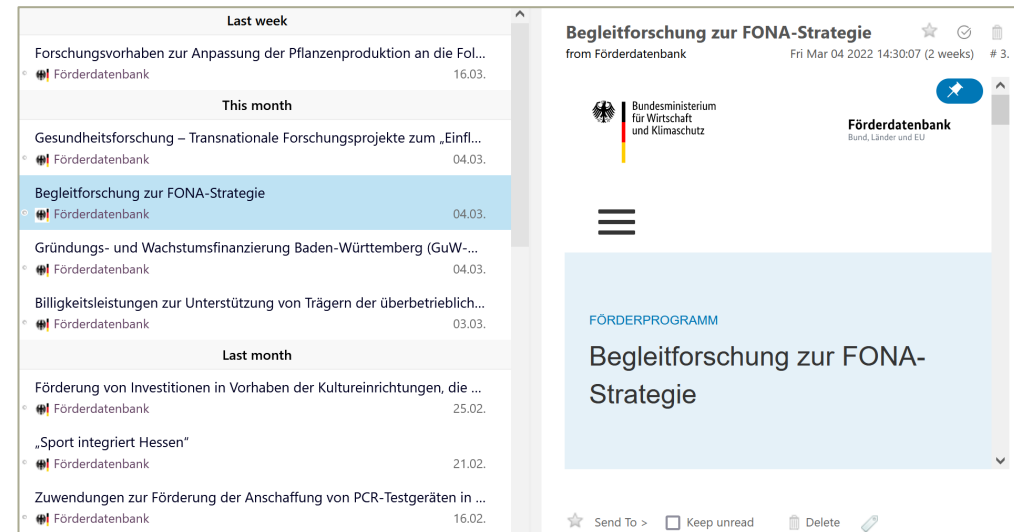 Last week
Forschungsvorhaben zur Anpassung der Pflanzenproduktion an die Fol...
Förderdatenbank 16.03.
This month
Gesundheitsforschung – Transnationale Forschungsprojekte zum „Einfl...
Förderdatenbank 04.03.
Begleitforschung zur FONA-Strategie
Förderdatenbank 04.03.
Gründungs- und Wachstumsfinanzierung Baden-Württemberg (GuW-...
Förderdatenbank 04.03.
Billigkeitsleistungen zur Unterstützung von Trägern der überbetrieblich...
Förderdatenbank 03.03.
Last month
Förderung von Investitionen in Vorhaben der Kultureinrichtungen, die ...
Förderdatenbank 25.02.
„Sport integriert Hessen“
Förderdatenbank 21.02.
Zuwendungen zur Förderung der Anschaffung von PCR-Testgeräten in ...
Förderdatenbank 16.02.
Begleitforschung zur FONA-Strategie
from Förderdatenbank Fri Mar 04 2022 14:30:07 (2 weeks) # 3.
Bundesministerium
für Wirtschaft
und Klimaschutz
Förderdatenbank
Bund, Länder und EU
FÖRDERPROGRAMM
Begleitforschung zur FONA-
Strategie
Send To > Keep unread Delete